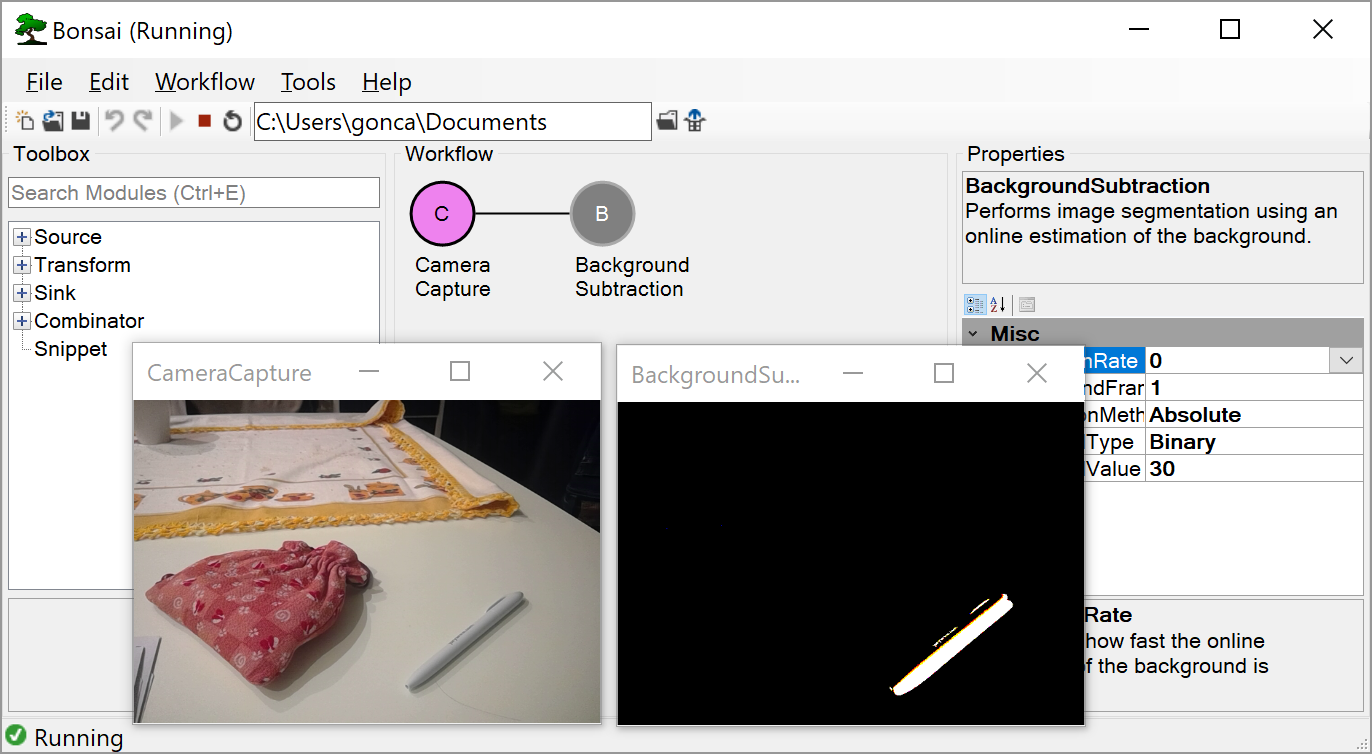 Bonsai (Running)
File Edit Workflow Tools Help
C:\Users\gonca\Documents
Toolbox
Search Modules (Ctrl+E)
Source
Transform
Sink
Combinator
Snippet
Workflow
C
B
Camera
Capture
Background
Subtraction
Properties
BackgroundSubtraction
Performs image segmentation using an
online estimation of the background.
Misc
nRate 0
ndFrar 1
onMeth Absolute
Type Binary
Value 30
CameraCapture
BackgroundSu...
Rate
how fast the online
of the background is
Running